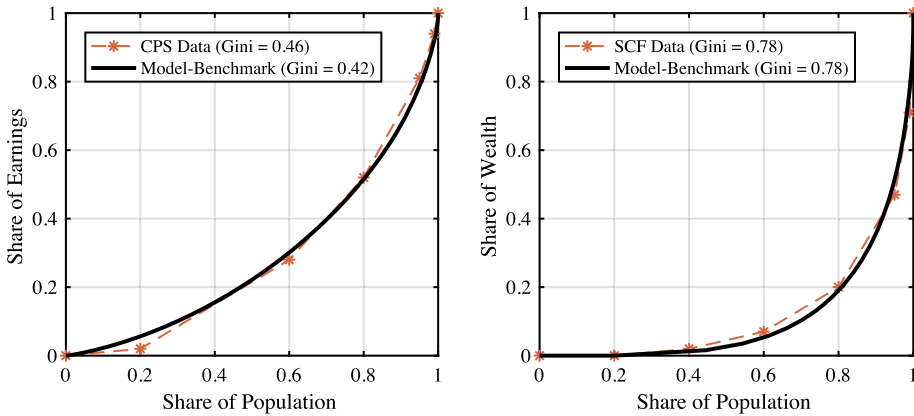 CPS Data (Gini = 0.46)
Model-Benchmark (Gini = 0.42)
Share of Earnings
1
0.8
0.6
0.4
0.2
0
0 0.2 0.4 0.6 0.8 1
Share of Population
SCF Data (Gini = 0.78)
Model-Benchmark (Gini = 0.78)
Share of Wealth
1
0.8
0.6
0.4
0.2
0
0 0.2 0.4 0.6 0.8 1
Share of Population